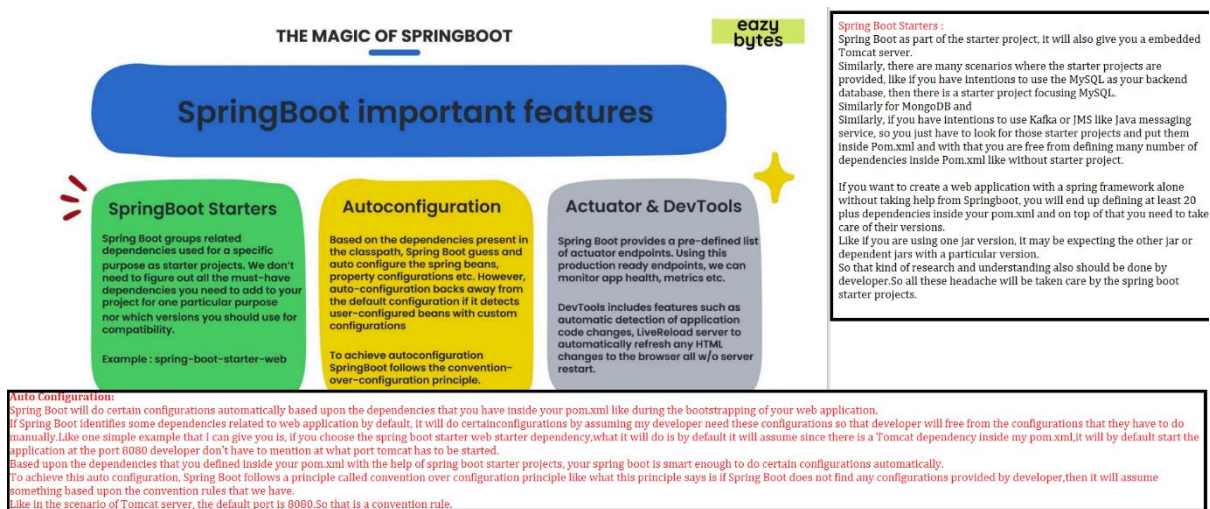 THE MAGIC OF SPRINGBOOT
eazy
bytes
SpringBoot important features
SpringBoot Starters
Spring Boot groups related
dependencies used for a specific
purpose as starter projects. We don't
need to figure out all the must-have
dependencies you need to add to your
project for one particular purpose
nor which versions you should use for
compatibility.
Example : spring-boot-starter-web
Autoconfiguration
Based on the dependencies present in
the classpath, Spring Boot guess and
auto configure the spring beans,
property configurations etc. However,
auto-configuration backs away from
the default configuration if it detects
user-configured beans with custom
configurations
To achieve autoconfiguration
SpringBoot follows the convention-
over-configuration principle.
Actuator & DevTools
Spring Boot provides a pre-defined list
of actuator endpoints. Using this
production ready endpoints, we can
monitor app health, metrics etc.
DevTools includes features such as
automatic detection of application
code changes, LiveReload server to
automatically refresh any HTML
changes to the browser all w/o server
restart.
Spring Boot Starters :
Spring Boot as part of the starter project, it will also give you a embedded
Tomcat server.
Similarly, there are many scenarios where the starter projects are
provided, like if you have intentions to use the MySQL as your backend
database, then there is a starter project focusing MySQL.
Similarly for MongoDB and
Similarly, if you have intentions to use Kafka or JMS like Java messaging
service, so you just have to look for those starter projects and put them
inside Pom.xml and with that you are free from defining many number of
dependencies inside Pom.xml like without starter project.
If you want to create a web application with a spring framework alone
without taking help from Springboot, you will end up defining at least 20
plus dependencies inside your pom.xml and on top of that you need to take
care of their versions.
Like if you are using one jar version, it may be expecting the other jar or
dependent jars with a particular version.
So that kind of research and understanding also should be done by
developer.So all these headache will be taken care by the spring boot
starter projects.
Auto Configuration:
Spring Boot will do certain configurations automatically based upon the dependencies that you have inside your pom.xml like during the bootstrapping of your web application.
If Spring Boot identifies some dependencies related to web application by default, it will do certainconfigurations by assuming my developer need these configurations so that developer will free from the configurations that they have to do
manually.Like one simple example that I can give you is, if you choose the spring boot starter web starter dependency,what it will do is by default it will assume since there is a Tomcat dependency inside my pom.xml,it will by default start the
application at the port 8080 developer don't have to mention at what port tomcat has to be started.
Based upon the dependencies that you defined inside your pom.xml with the help of spring boot starter projects, your spring boot is smart enough to do certain configurations automatically.
To achieve this auto configuration, Spring Boot follows a principle called convention over configuration principle like what this principle says is if Spring Boot does not find any configurations provided by developer,then it will assume
something based upon the convention rules that we have.
Like in the scenario of Tomcat server, the default port is 8080.So that is a convention rule.